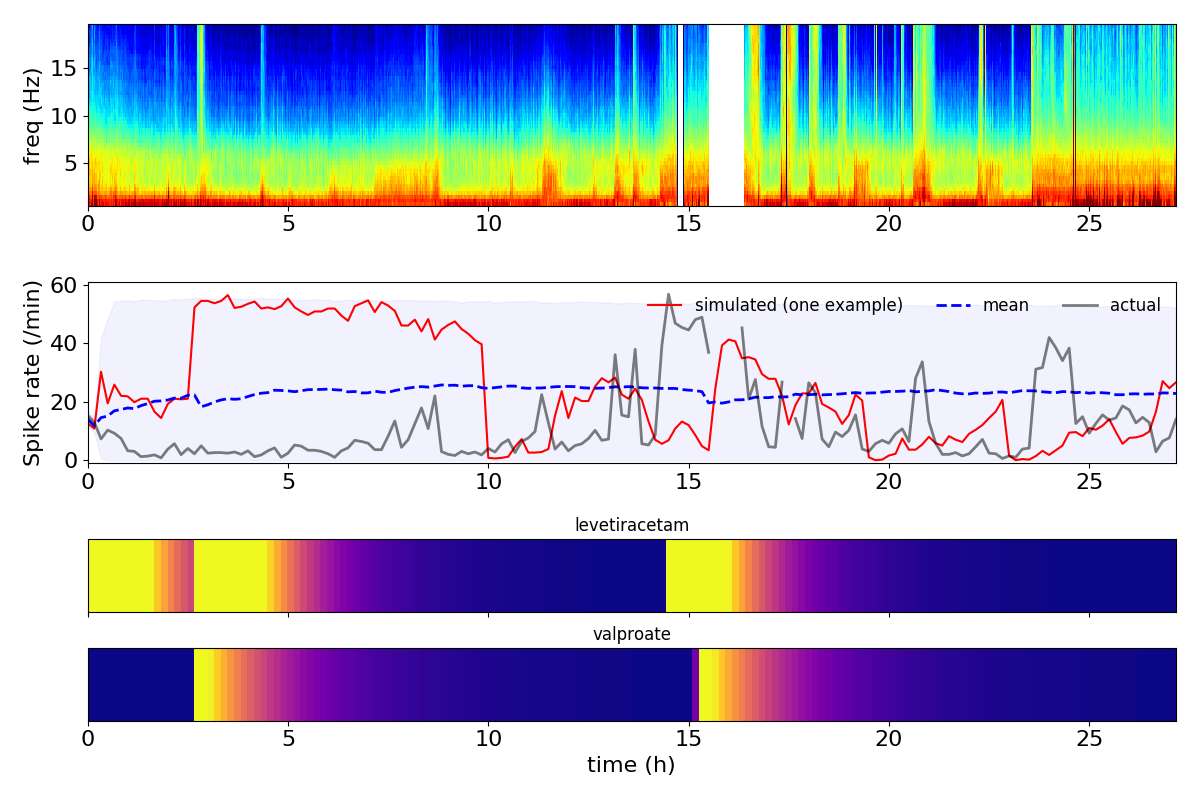 freq (Hz)
15
10
5
0 5 10 15 20 25
Spike rate (/min)
60
40
20
0
simulated (one example) mean actual
0 5 10 15 20 25
levetiracetam
valproate
0 5 10 15 20 25
time (h)